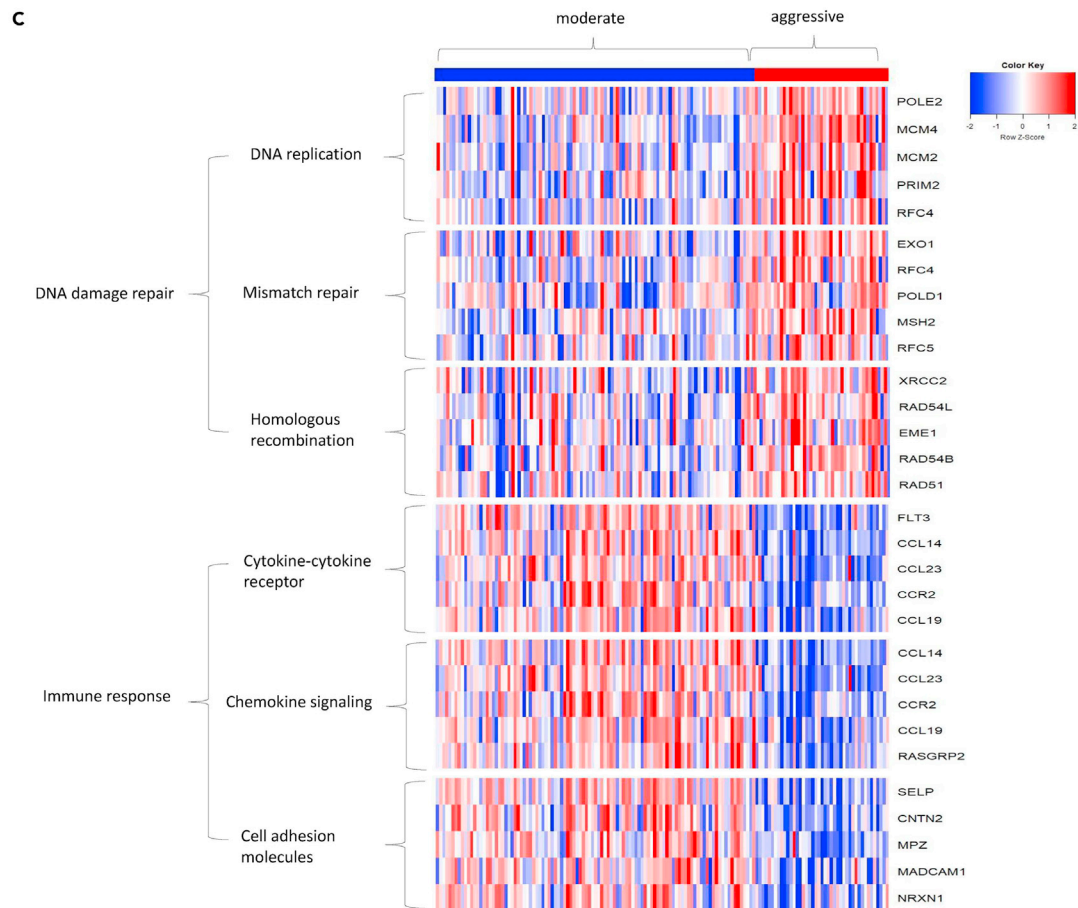 C
moderate
aggressive
Color Key
-2 -1 0 1 2
Row Z-Score
DNA damage repair
DNA replication
POLE2
MCM4
MCM2
PRIM2
RFC4
Mismatch repair
EXO1
RFC4
POLD1
MSH2
RFC5
Homologous
recombination
XRCC2
RAD54L
EME1
RAD54B
RAD51
Immune response
Cytokine-cytokine
receptor
FLT3
CCL14
CCL23
CCR2
CCL19
Chemokine signaling
CCL14
CCL23
CCR2
CCL19
RASGRP2
Cell adhesion
molecules
SELP
CNTN2
MPZ
MADCAM1
NRXN1